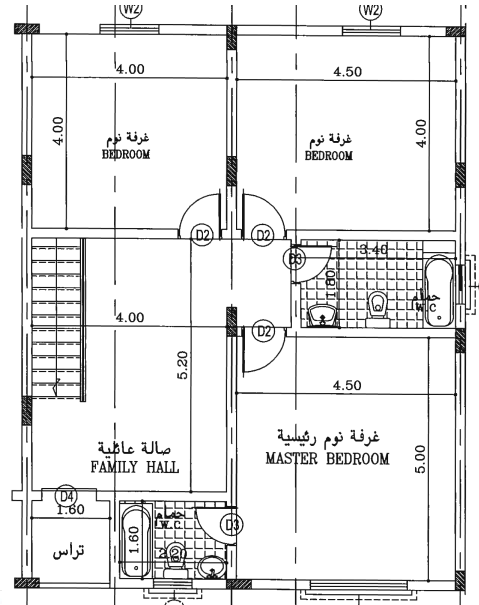 W2
W2
4.00
4.50
4.00
غرفة نوم
BEDROOM
غرفة نوم
BEDROOM
4.00
D2
D2
D3
3.40
1.80
حمام
W.C
4.00
D2
5.20
4.50
صالة عائلية
FAMILY HALL
غرفة نوم رئيسية
MASTER BEDROOM
5.00
D4
1.60
حمام
W.C.
D3
1.60
2.20
تراس